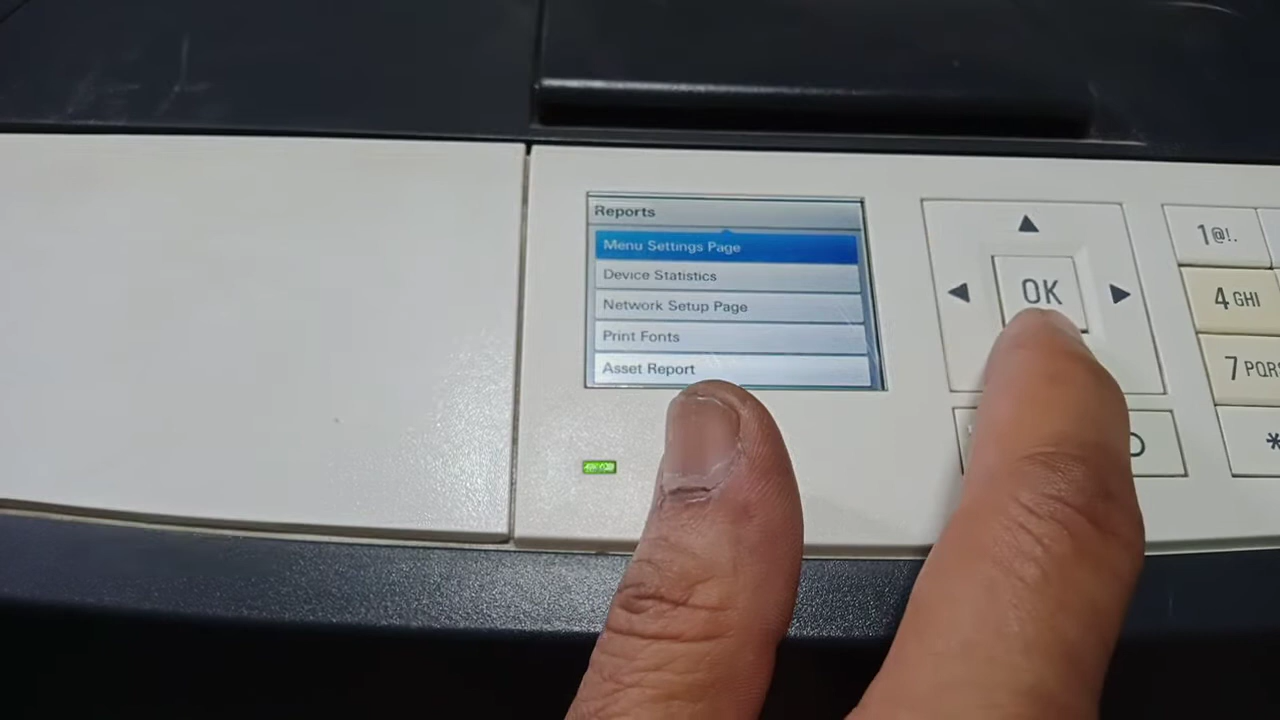 Reports
Menu Settings Page
Device Statistics
Network Setup Page
Print Fonts
Asset Report
OK
1@!.
4 GHI
7 PQRS
*